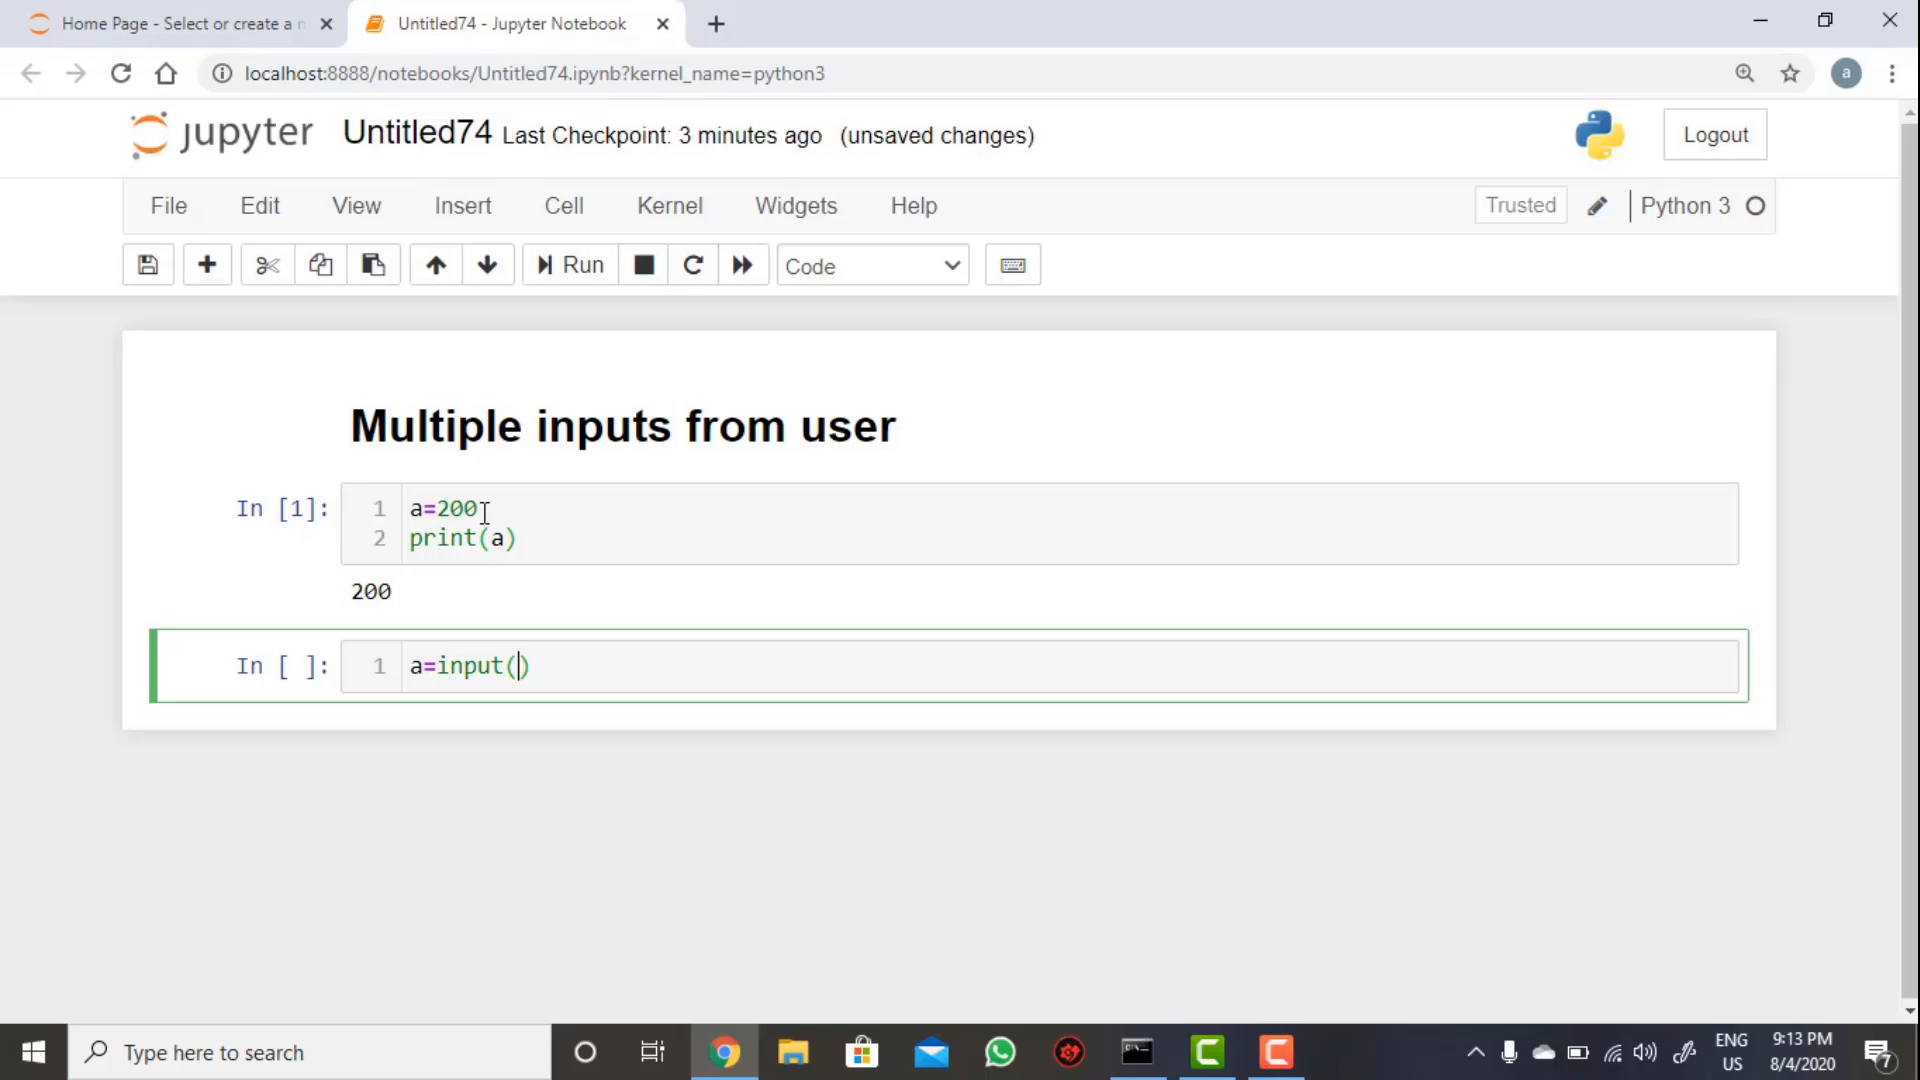 Home Page - Select or create a n
Untitled74 - Jupyter Notebook
localhost:8888/notebooks/Untitled74.ipynb?kernel_name=python3
a
jupyter Untitled74 Last Checkpoint: 3 minutes ago (unsaved changes)
Logout
File Edit View Insert Cell Kernel Widgets Help
Trusted
Python 3
Run
Code
Multiple inputs from user
In [1]:
1 a=200
2 print(a)
200
In [ ]:
1 a=input()
Type here to search
ENG
US
9:13 PM
8/4/2020
7